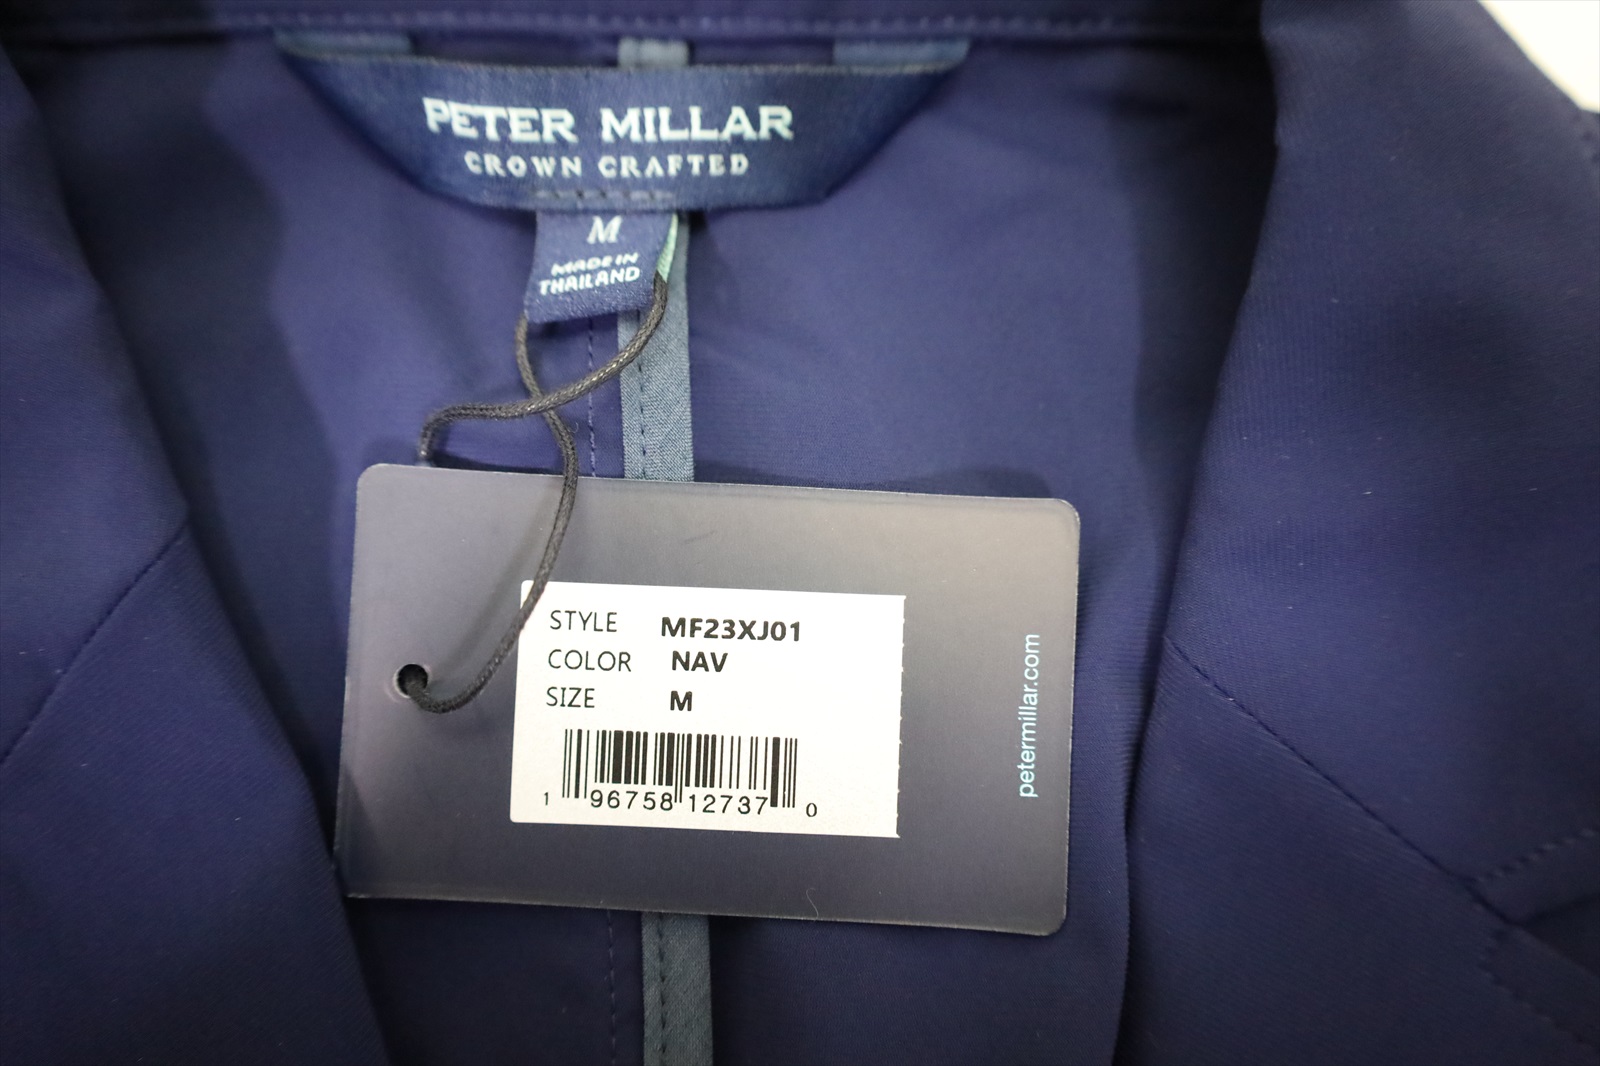 PETER MILLAR
CROWN CRAFTED
M
MADE IN
THAILAND
STYLE MF23XJ01
COLOR NAV
SIZE M
1 96758 12737 0
petermillar.com